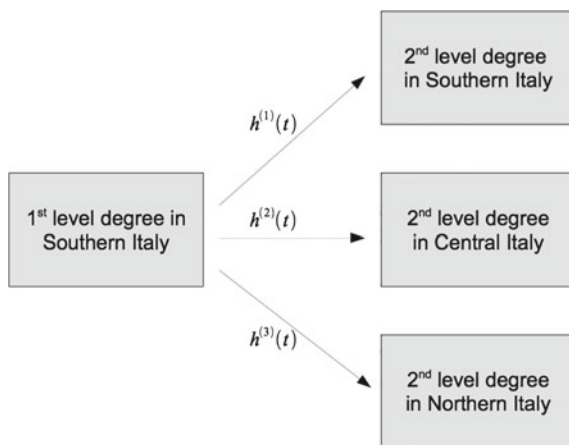 1st level degree in
Southern Italy
h(1)(t)
h(2)(t)
h(3)(t)
2nd level degree
in Southern Italy
2nd level degree
in Central Italy
2nd level degree
in Northern Italy